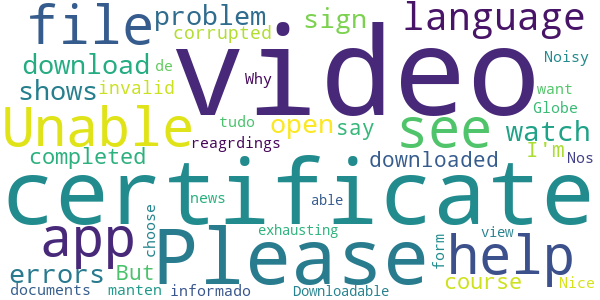 file problem sign language
corrupted
video
download de Why Noisy
shows invalid want
Unable tudo open say see Globe watch
reagrdings I'm Nos
completed downloaded
certificate
news able
app choose Please exhausting form view help
errors But course Nice
documents manten informado Downloadable